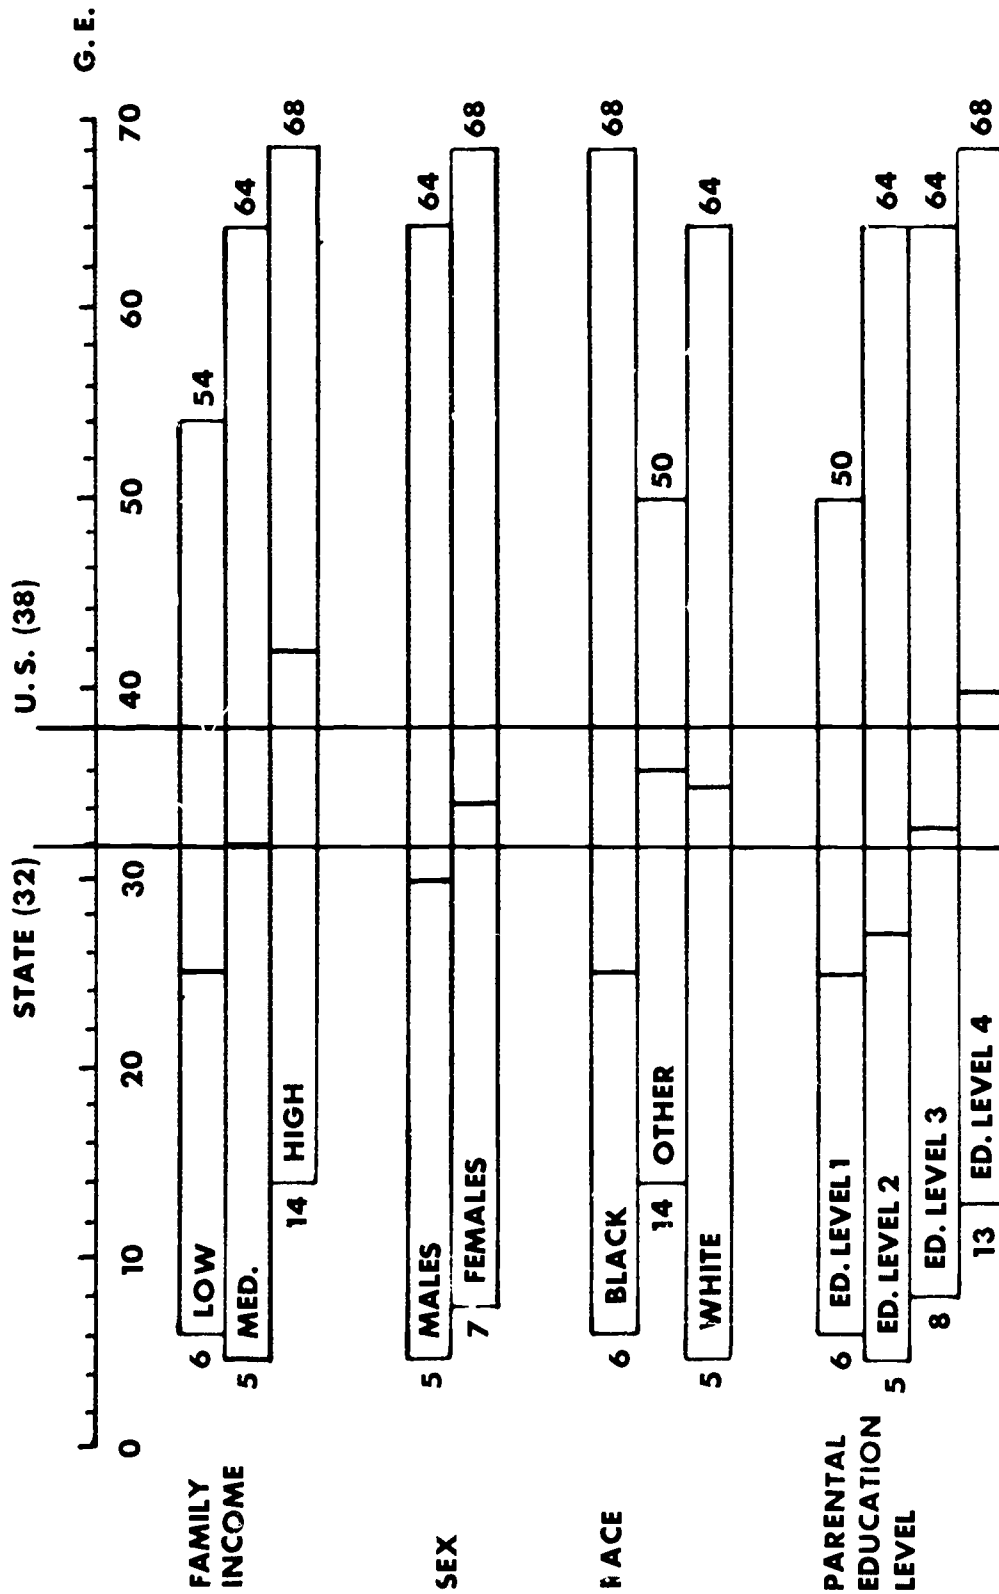 STATE (32) U. S. (38)
0 10 20 30 40 50 60 70 G. E.
FAMILY
INCOME
6 LOW 54
5 MED. 64
14 HIGH 68
SEX
5 MALES 64
7 FEMALES 68
RACE
6 BLACK 68
14 OTHER 50
5 WHITE 64
PARENTAL
EDUCATION
LEVEL
6 ED. LEVEL 1 50
5 ED. LEVEL 2 64
8 ED. LEVEL 3 64
13 ED. LEVEL 4 68